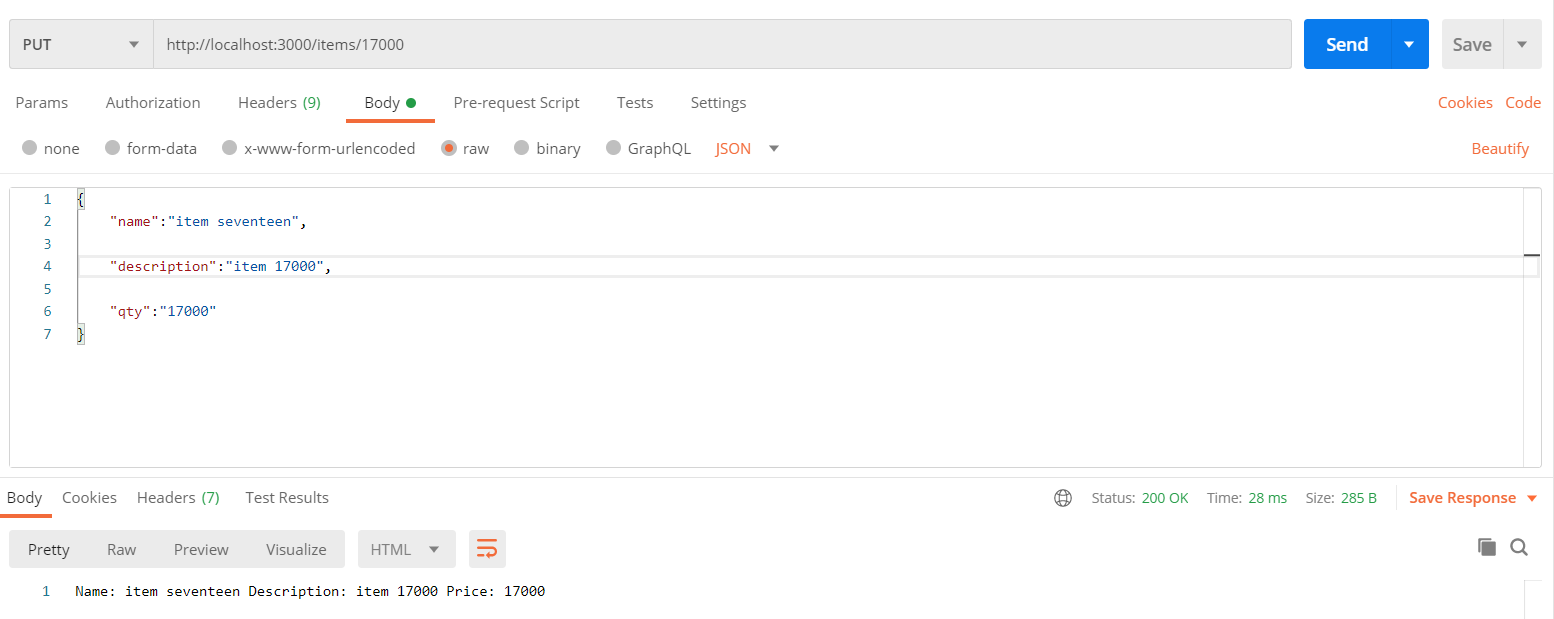 PUT http://localhost:3000/items/17000 Send Save
Params Authorization Headers (9) Body Pre-request Script Tests Settings Cookies Code
none form-data x-www-form-urlencoded raw binary GraphQL JSON Beautify
1 {
2 "name":"item seventeen",
3
4 "description":"item 17000",
5
6 "qty":"17000"
7 }
Body Cookies Headers (7) Test Results Status: 200 OK Time: 28 ms Size: 285 B Save Response
Pretty Raw Preview Visualize HTML
1 Name: item seventeen Description: item 17000 Price: 17000